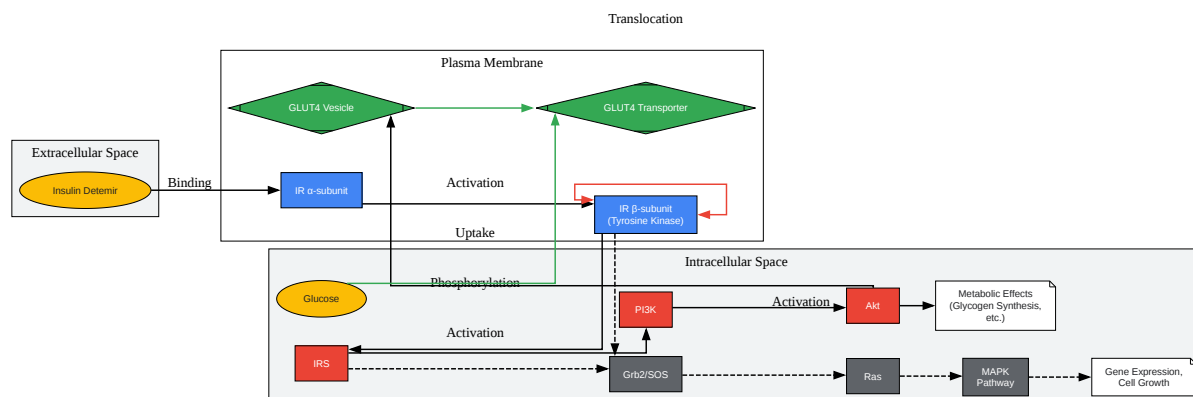 Translocation
Plasma Membrane
GLUT4 Vesicle
GLUT4 Transporter
Extracellular Space
Insulin Detemir
Binding
IR α-subunit
Activation
IR β-subunit
(Tyrosine Kinase)
Uptake
Intracellular Space
Phosphorylation
Glucose
PI3K
Activation
Akt
Metabolic Effects
(Glycogen Synthesis,
etc.)
Activation
IRS
Grb2/SOS
Ras
MAPK
Pathway
Gene Expression,
Cell Growth